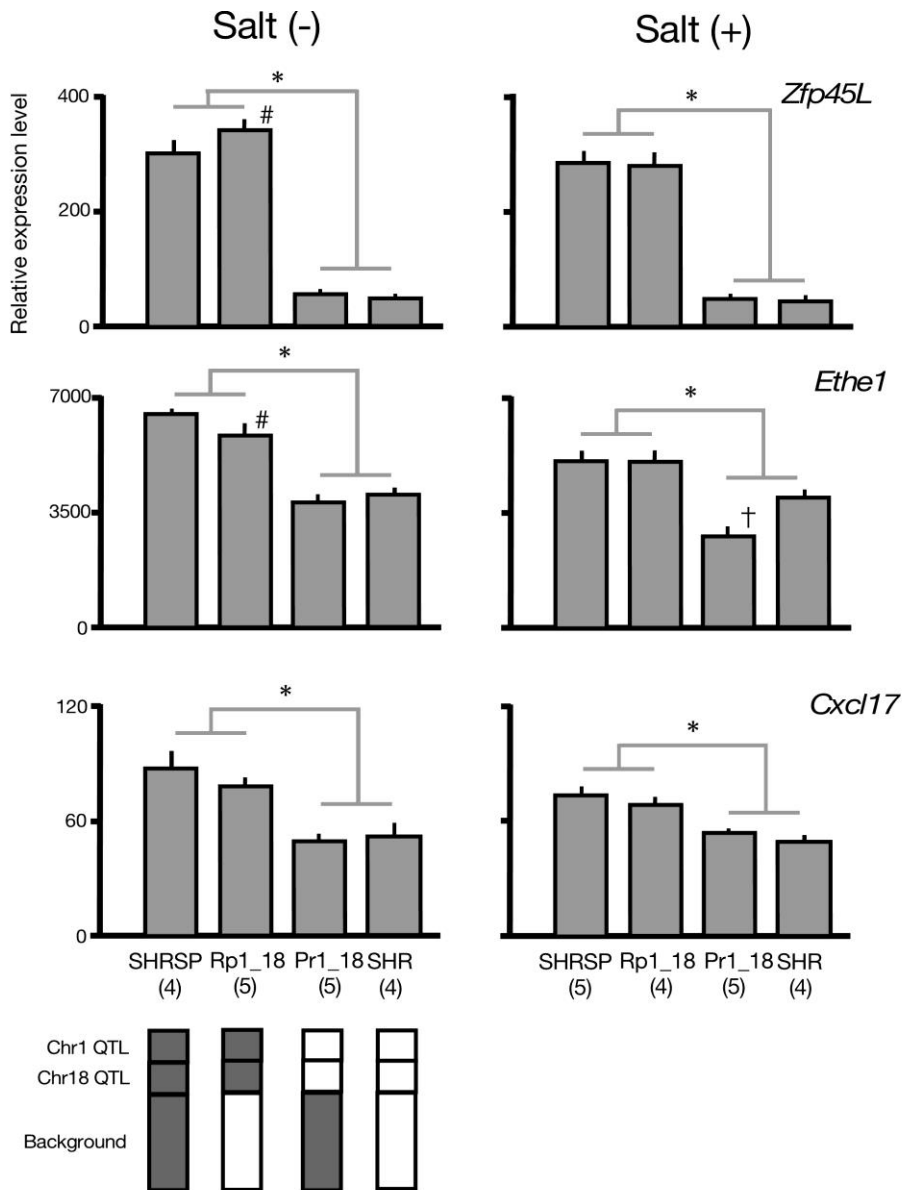 Salt (-) Salt (+)
Relative expression level
Zfp45L
400
200
0
*
#
*
Ethe1
7000
3500
0
*
#
*
†
Cxcl17
120
60
0
*
*
SHRSP Rp1_18 Pr1_18 SHR
(4) (5) (5) (4)
SHRSP Rp1_18 Pr1_18 SHR
(5) (4) (5) (4)
Chr1 QTL
Chr18 QTL
Background